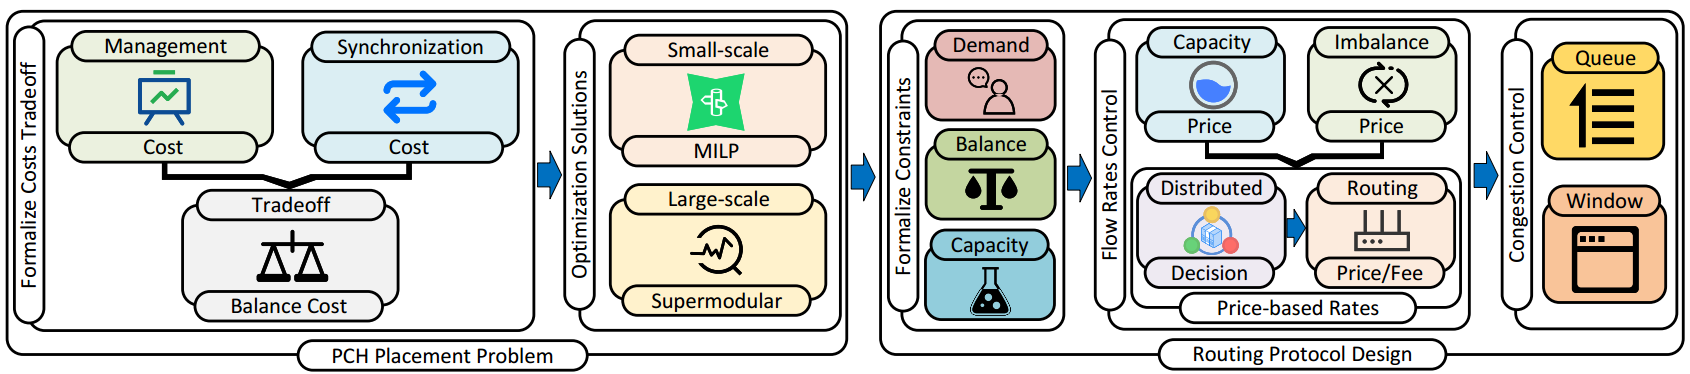 Formalize Costs Tradeoff
Management
Cost
Synchronization
Cost
Tradeoff
Balance Cost
Optimization Solutions
Small-scale
MILP
Large-scale
Supermodular
PCH Placement Problem
Formalize Constraints
Demand
Balance
Capacity
Flow Rates Control
Capacity
Price
Imbalance
Price
Distributed
Decision
Routing
Price/Fee
Price-based Rates
Congestion Control
Queue
Window
Routing Protocol Design